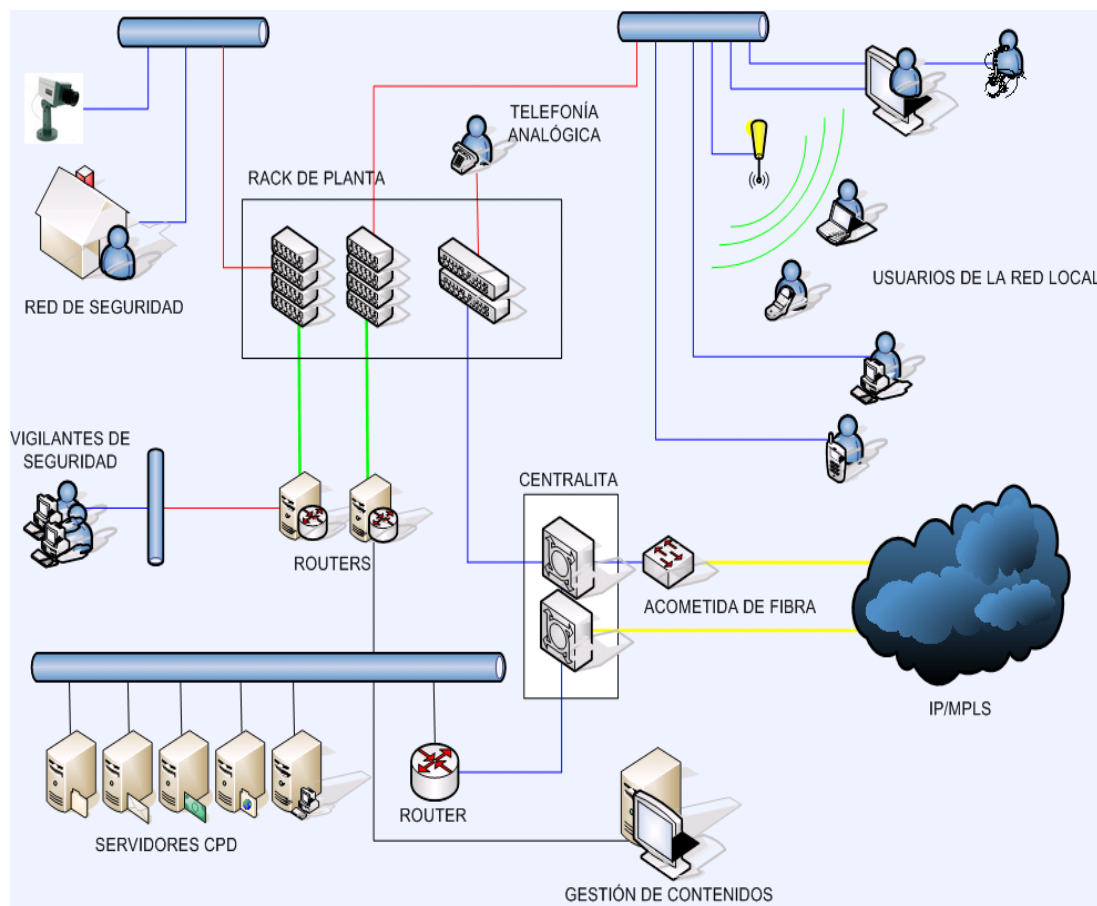 TELEFONÍA
ANALÓGICA
RACK DE PLANTA
USUARIOS DE LA RED LOCAL
RED DE SEGURIDAD
VIGILANTES DE
SEGURIDAD
CENTRALITA
ROUTERS
ACOMETIDA DE FIBRA
IP/MPLS
ROUTER
SERVIDORES CPD
GESTIÓN DE CONTENIDOS